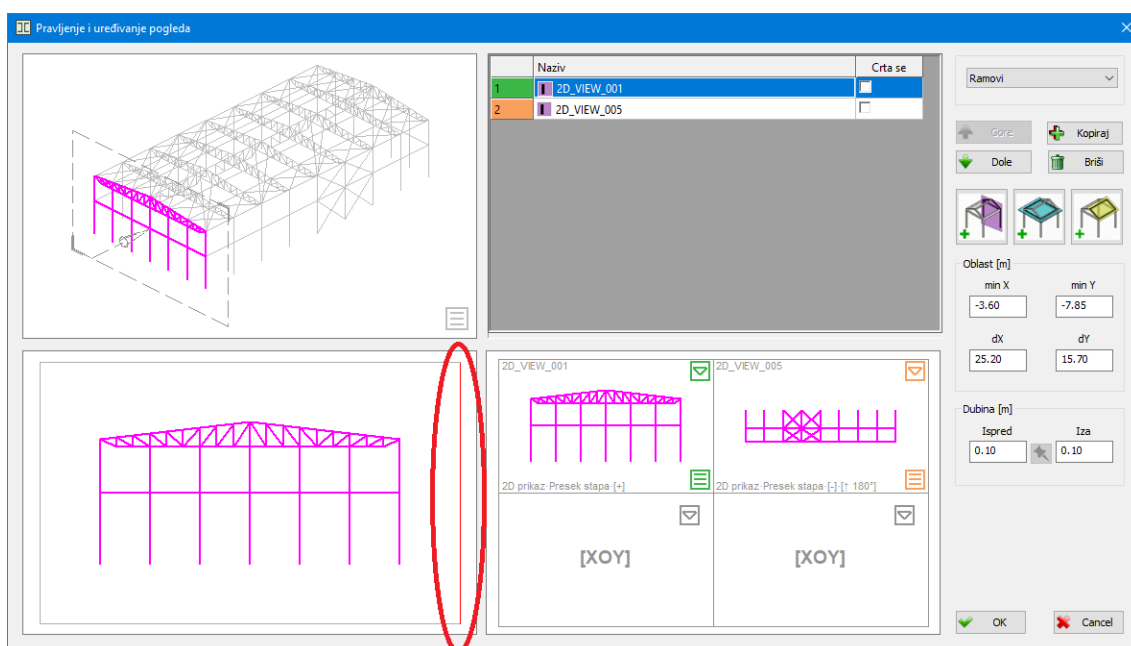 Pravljenje i uređivanje pogleda
Naziv Crta se
1 2D_VIEW_001
2 2D_VIEW_005
Ramovi
Gore Kopiraj
Dole Briši
Oblast [m]
min X min Y
-3.60 -7.85
dX dY
25.20 15.70
Dubina [m]
Ispred Iza
0.10 0.10
2D_VIEW_001 2D_VIEW_005
2D prikaz·Presek stapa·[+] 2D prikaz·Presek stapa·[-]·[↑ 180°]
[XOY] [XOY]
OK Cancel